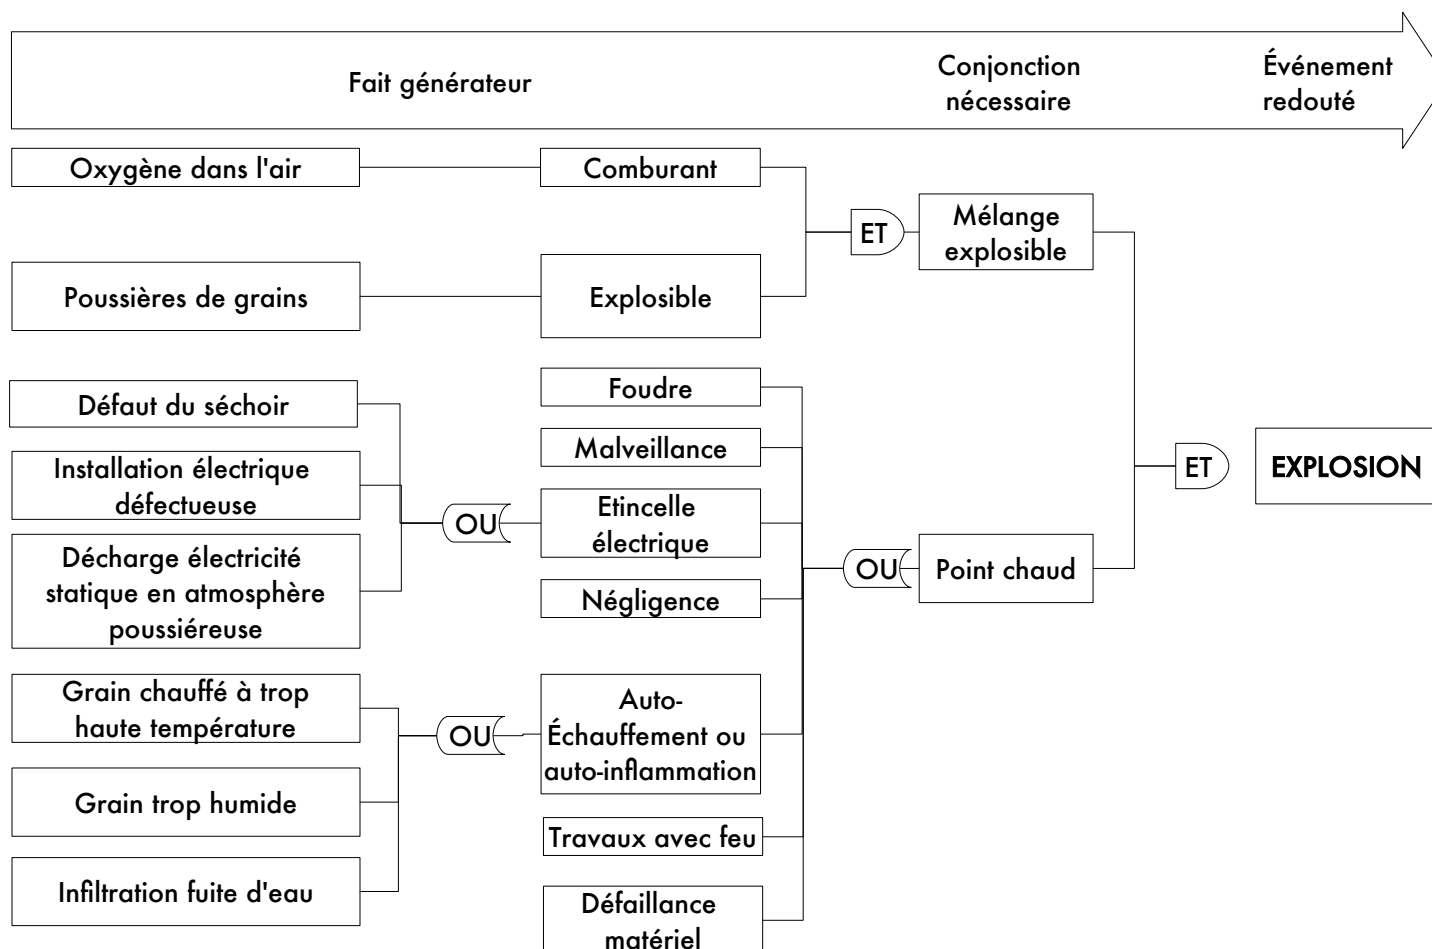 Fait générateur
Conjonction
nécessaire
Événement
redouté
Oxygène dans l'air
Comburant
ET
Mélange
explosible
Poussières de grains
Explosible
Défaut du séchoir
Installation électrique
défectueuse
Décharge électricité
statique en atmosphère
poussiéreuse
OU
Foudre
Malveillance
Etincelle
électrique
Négligence
OU
Point chaud
ET
EXPLOSION
Grain chauffé à trop
haute température
Grain trop humide
Infiltration fuite d'eau
OU
Auto-
Échauffement ou
auto-inflammation
Travaux avec feu
Défaillance
matériel